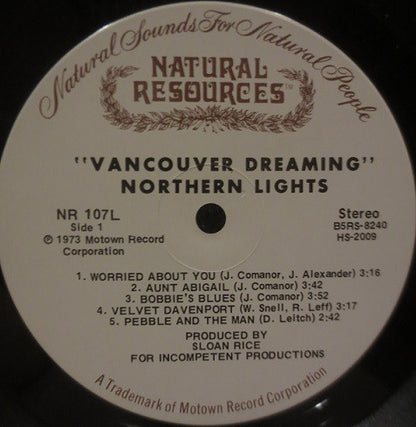 Natural Sounds For Natural People
NATURAL
RESOURCES™
"VANCOUVER DREAMING"
NORTHERN LIGHTS
NR 107L
Side 1
℗ 1973 Motown Record
Corporation
Stereo
B5RS-8240
HS-2009
1. WORRIED ABOUT YOU (J. Comanor, J. Alexander) 3:16
2. AUNT ABIGAIL (J. Comanor) 3:42
3. BOBBIE'S BLUES (J. Comanor) 3:52
4. VELVET DAVENPORT (W. Snell, R. Leff) 3:17
5. PEBBLE AND THE MAN (D. Leitch) 2:42
PRODUCED BY
SLOAN RICE
FOR INCOMPETENT PRODUCTIONS
A Trademark of Motown Record Corporation